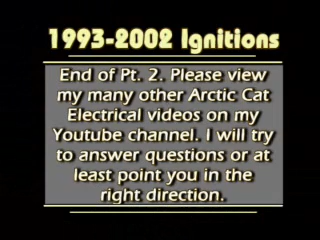 1993-2002 Ignitions
End of Pt. 2. Please view
my many other Arctic Cat
Electrical videos on my
Youtube channel. I will try
to answer questions or at
least point you in the
right direction.